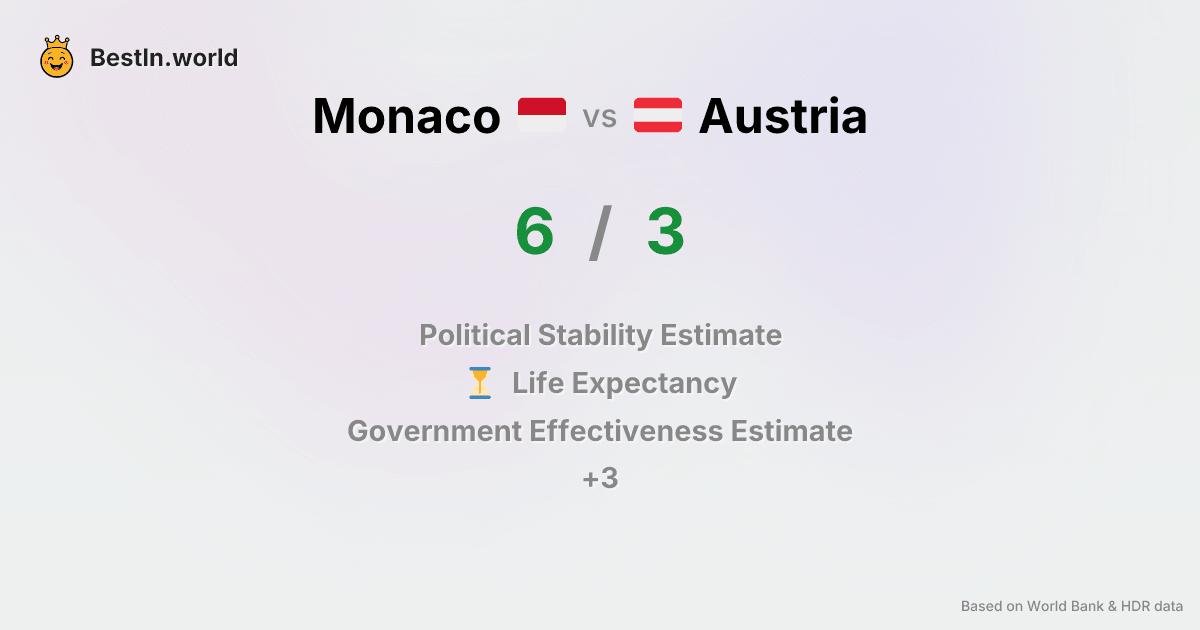 BestIn.world
Monaco vs Austria
6 / 3
Political Stability Estimate
Life Expectancy
Government Effectiveness Estimate
+3
Based on World Bank & HDR data